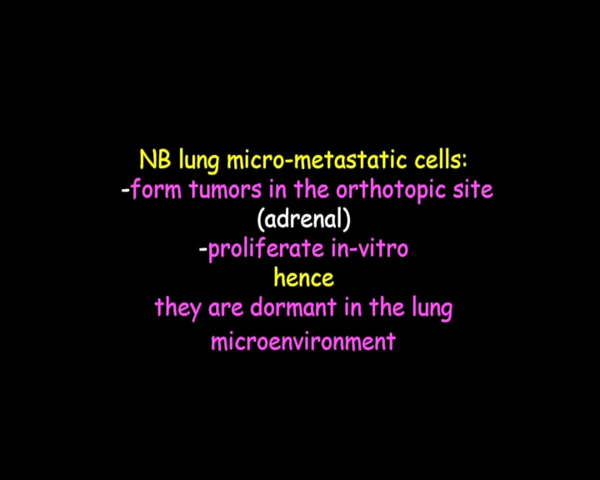 NB lung micro-metastatic cells:
-form tumors in the orthotopic site
(adrenal)
-proliferate in-vitro
hence
they are dormant in the lung
microenvironment